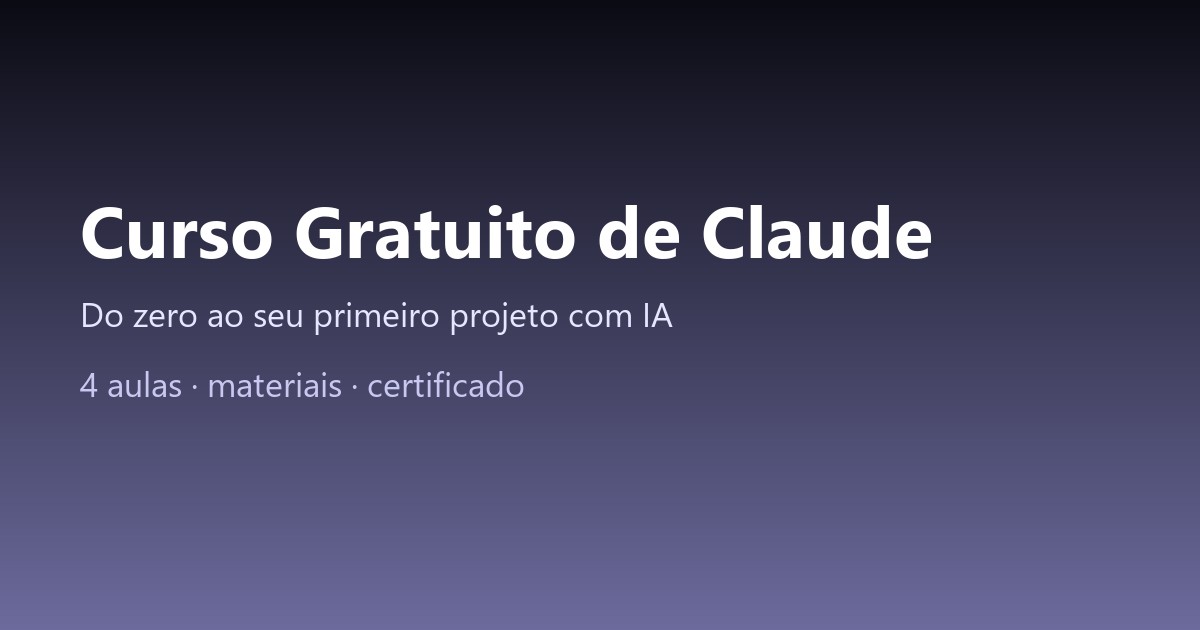 Curso Gratuito de Claude
Do zero ao seu primeiro projeto com IA
4 aulas · materiais · certificado